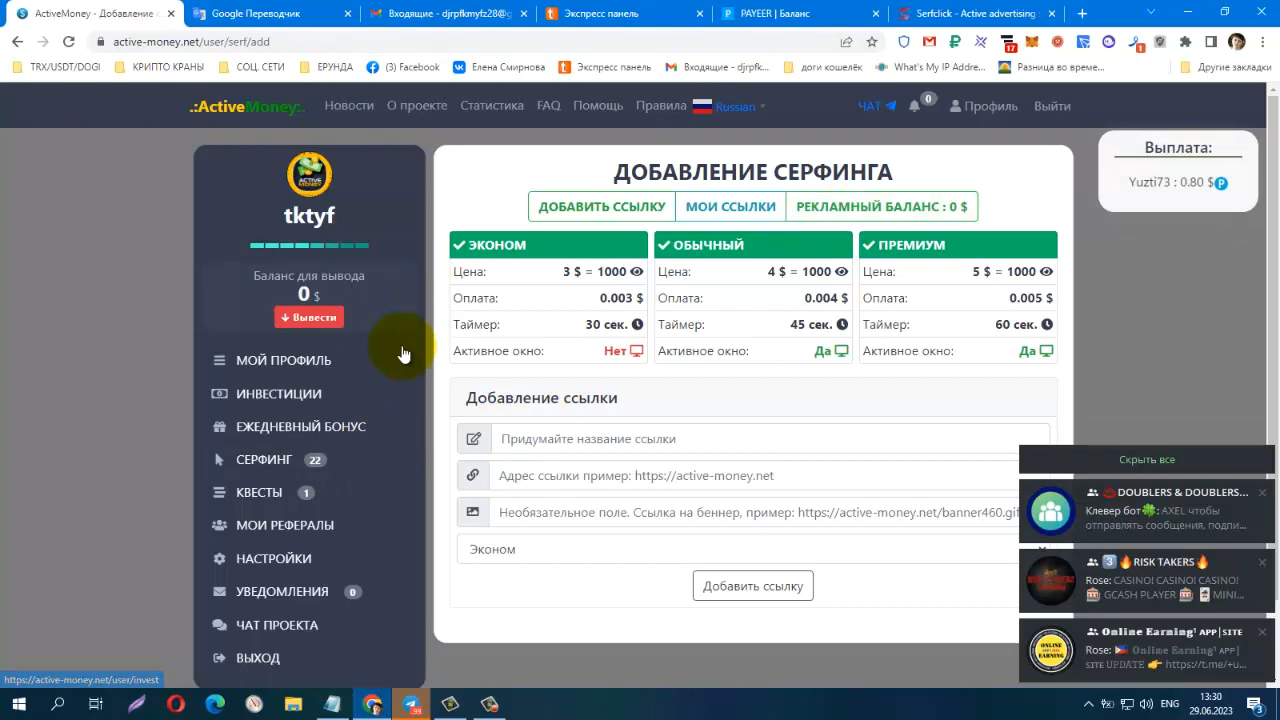 ActiveMoney - Добавление с
Google Переводчик
Входящие - djrpfkmyfz28@g
Экспресс панель
PAYEER | Баланс
Serfclick - Active advertising
active-money.net/user/serf/add
17
1
TRX/USDT/DOGI
КРИПТО КРАНЫ
СОЦ. СЕТИ
ЕРУНДА
(3) Facebook
Елена Смирнова
Экспресс панель
Входящие - djrpfk...
доги кошелёк
What's My IP Addre...
Разница во време...
Другие закладки
.:ActiveMoney:.
Новости
О проекте
Статистика
FAQ
Помощь
Правила
Russian
ЧАТ
0
Профиль
Выйти
ACTIVE MONEY
tktyf
Баланс для вывода
0 $
Вывести
МОЙ ПРОФИЛЬ
ИНВЕСТИЦИИ
ЕЖЕДНЕВНЫЙ БОНУС
СЕРФИНГ 22
КВЕСТЫ 1
МОИ РЕФЕРАЛЫ
НАСТРОЙКИ
УВЕДОМЛЕНИЯ 0
ЧАТ ПРОЕКТА
ВЫХОД
ДОБАВЛЕНИЕ СЕРФИНГА
ДОБАВИТЬ ССЫЛКУ
МОИ ССЫЛКИ
РЕКЛАМНЫЙ БАЛАНС : 0 $
ЭКОНОМ
Цена: 3 $ = 1000
Оплата: 0.003 $
Таймер: 30 сек.
Активное окно: Нет
ОБЫЧНЫЙ
Цена: 4 $ = 1000
Оплата: 0.004 $
Таймер: 45 сек.
Активное окно: Да
ПРЕМИУМ
Цена: 5 $ = 1000
Оплата: 0.005 $
Таймер: 60 сек.
Активное окно: Да
Добавление ссылки
Придумайте название ссылки
Адрес ссылки пример: https://active-money.net
Необязательное поле. Ссылка на беннер, пример: https://active-money.net/banner460.gif
Эконом
Добавить ссылку
Выплата:
Yuzti73 : 0.80 $
Скрыть все
DOUBLERS & DOUBLERS...
Клевер бот🍀: AXEL чтобы
отправлять сообщения, подпи...
3 🔥RISK TAKERS🔥
Rose: CASINO! CASINO! CASINO!
🎰 GCASH PLAYER 🎰 🃏 MINI...
ONLINE
EARNING
Online Earning¹ APP|SITE
Rose: 🇵🇭 Online Earning¹ APP|
SITE UPDATE 👉 https://t.me/+u...
https://active-money.net/user/invest
99
ENG
13:30
29.06.2023
3